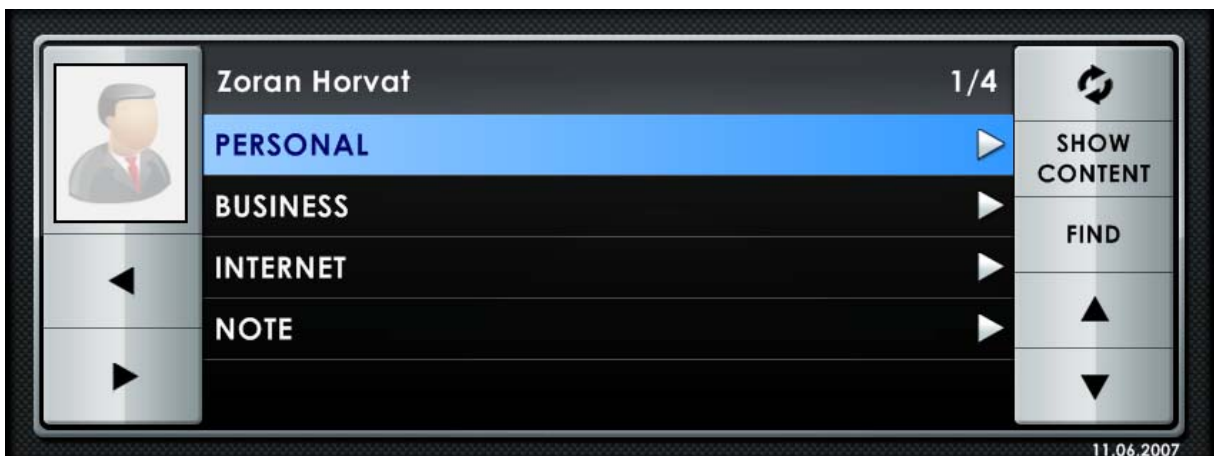 Zoran Horvat 1/4
PERSONAL
BUSINESS
INTERNET
NOTE
SHOW
CONTENT
FIND
11.06.2007